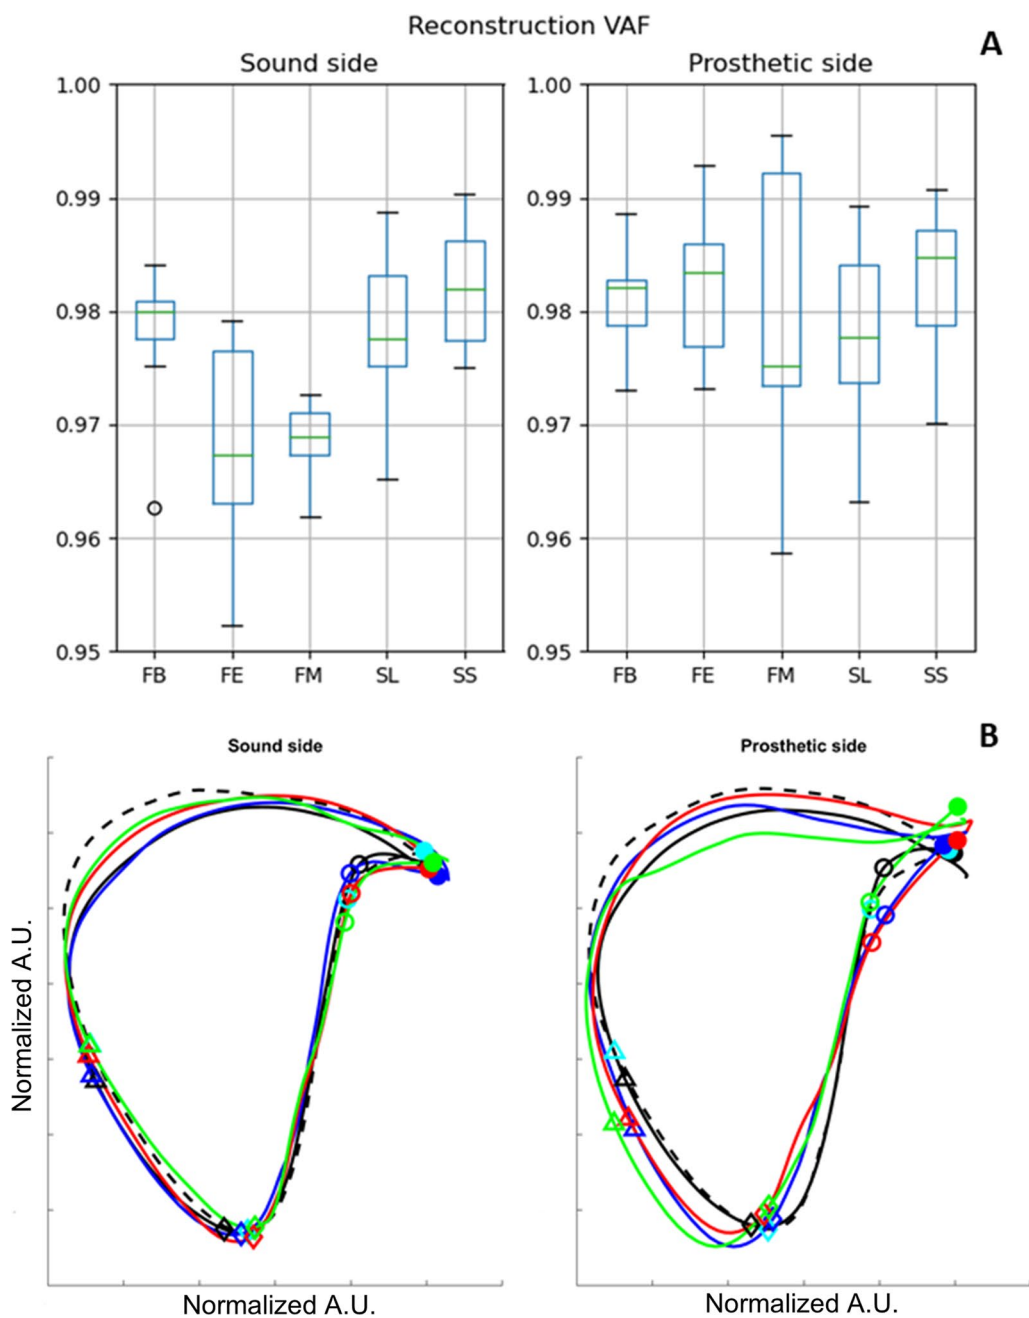 Reconstruction VAF
A
Sound side
Prosthetic side
1.00
0.99
0.98
0.97
0.96
0.95
FB FE FM SL SS
1.00
0.99
0.98
0.97
0.96
0.95
FB FE FM SL SS
B
Sound side
Prosthetic side
Normalized A.U.
Normalized A.U.
Normalized A.U.